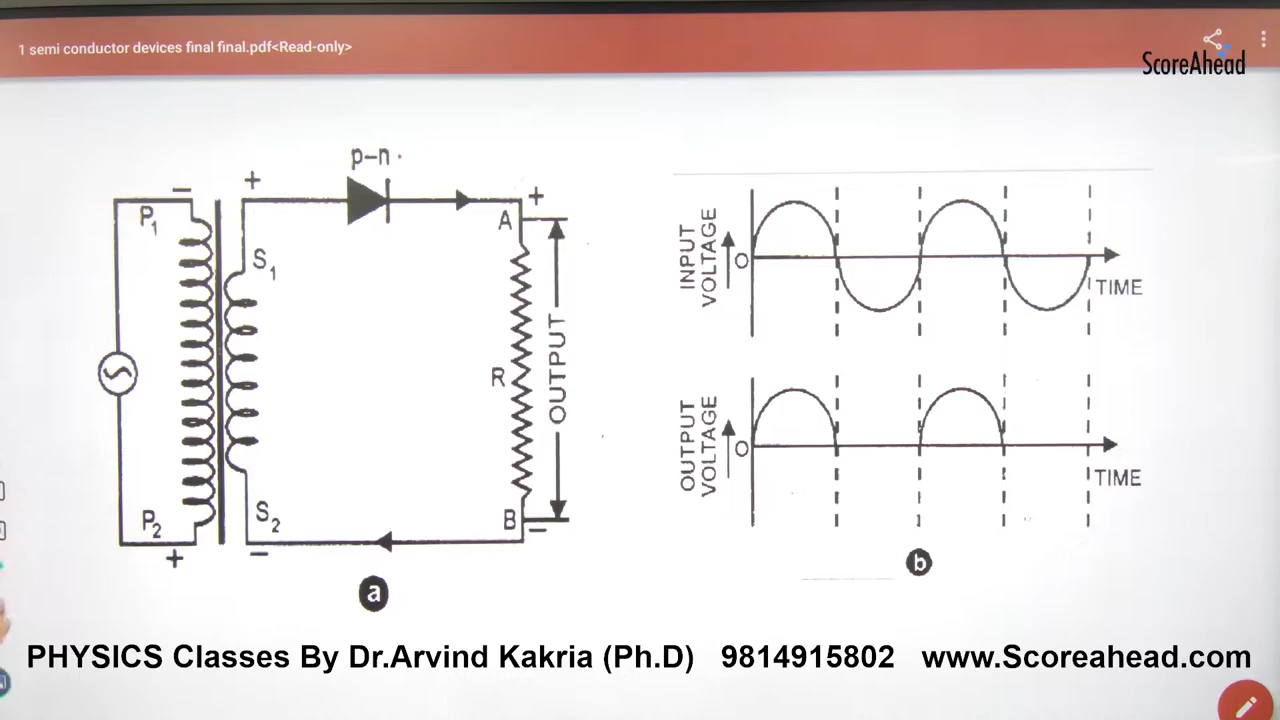 1 semi conductor devices final final.pdf<Read-only>
ScoreAhead
p-n
+
−
+
P1
A
S1
INPUT VOLTAGE
O
TIME
R
OUTPUT
OUTPUT VOLTAGE
O
TIME
P2
S2
B
−
+
−
a
b
PHYSICS Classes By Dr.Arvind Kakria (Ph.D) 9814915802 www.Scoreahead.com